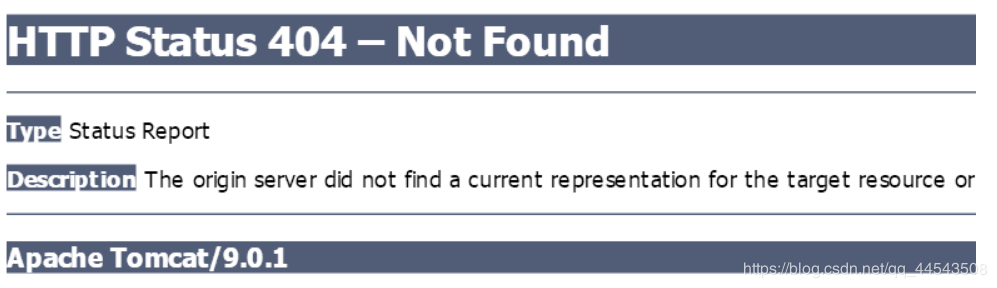 HTTP Status 404 – Not Found
Type Status Report
Description The origin server did not find a current representation for the target resource or
Apache Tomcat/9.0.1
https://blog.csdn.net/qq_44543508